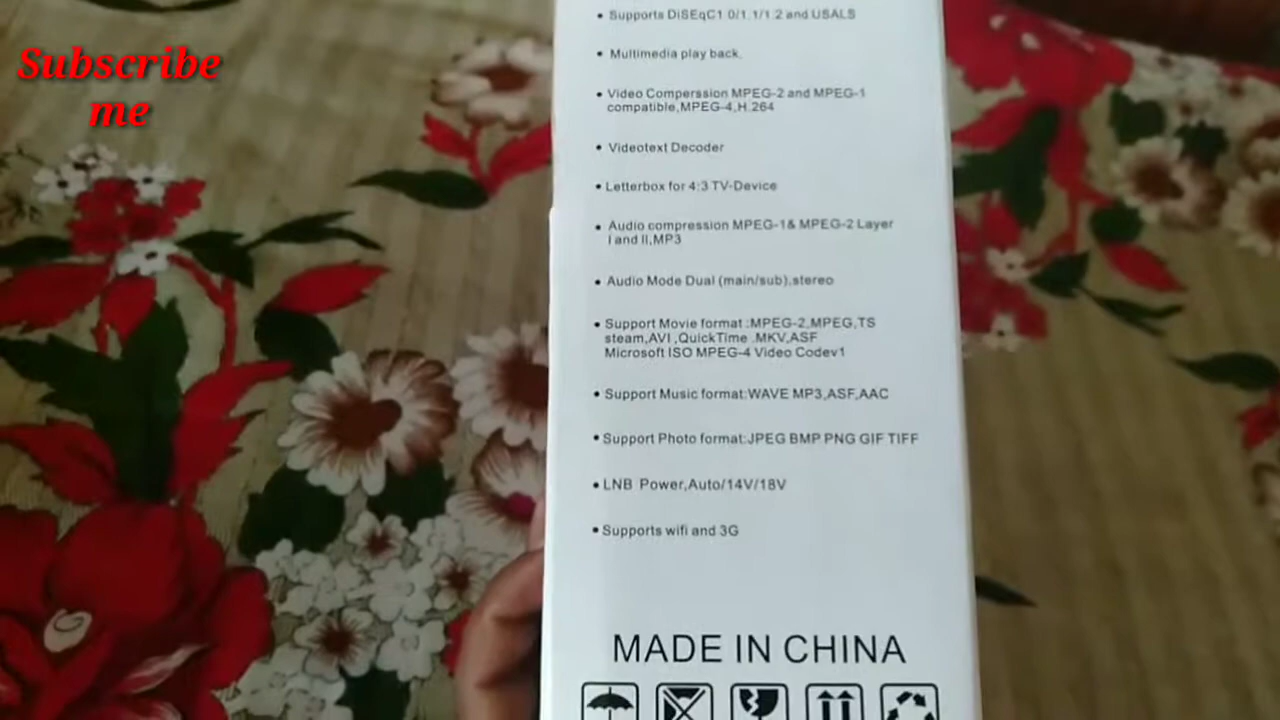 Subscribe
me
• Supports DiSEqC1 0/1.1/1.2 and USALS
• Multimedia play back.
• Video Comperssion MPEG-2 and MPEG-1
compatible,MPEG-4,H.264
• Videotext Decoder
• Letterbox for 4:3 TV-Device
• Audio compression MPEG-1& MPEG-2 Layer
I and II,MP3
• Audio Mode Dual (main/sub),stereo
• Support Movie format :MPEG-2,MPEG,TS
steam,AVI ,QuickTime .MKV,ASF
Microsoft ISO MPEG-4 Video Codev1
• Support Music format:WAVE MP3,ASF,AAC
• Support Photo format:JPEG BMP PNG GIF TIFF
• LNB Power,Auto/14V/18V
• Supports wifi and 3G
MADE IN CHINA